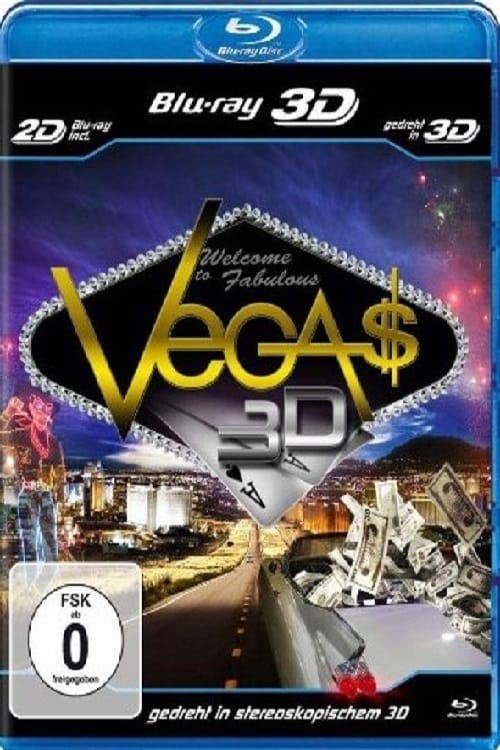 Blu-ray Disc
Blu-ray 3D
2D Blu-ray incl.
gedreht in 3D
Welcome
to Fabulous
VEGA$
3D
A
A
FSK
ab
0
freigegeben
gedreht in stereoskopischem 3D